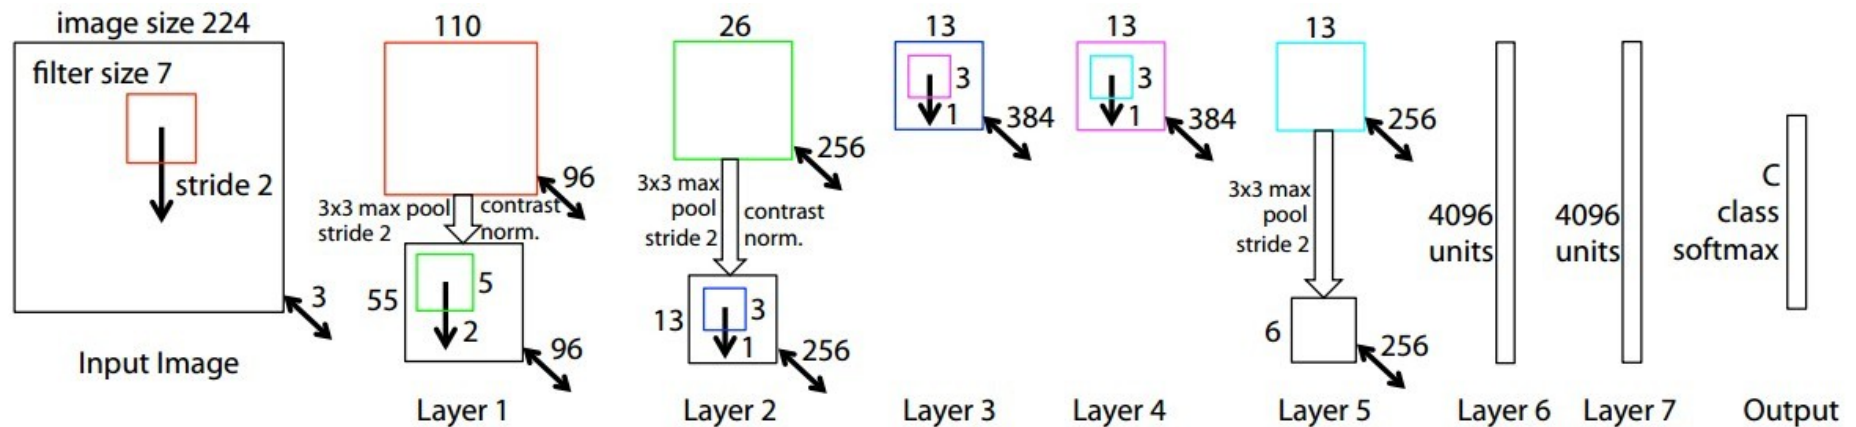 image size 224
filter size 7
stride 2
3
Input Image
110
96
3x3 max pool
stride 2
contrast
norm.
55
5
2
96
Layer 1
26
256
3x3 max
pool
stride 2
contrast
norm.
13
3
1
256
Layer 2
13
3
1
384
Layer 3
13
3
1
384
Layer 4
13
256
3x3 max
pool
stride 2
6
256
Layer 5
4096
units
Layer 6
4096
units
Layer 7
C
class
softmax
Output